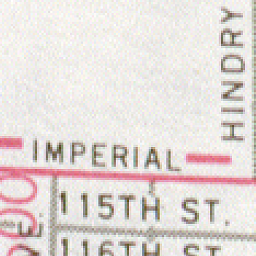 HINDRY
IMPERIAL
115TH ST.
116TH ST